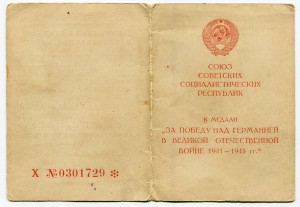 СОЮЗ
СОВЕТСКИХ
СОЦИАЛИСТИЧЕСКИХ
РЕСПУБЛИК
К МЕДАЛИ
„ЗА ПОБЕДУ НАД ГЕРМАНИЕЙ
В ВЕЛИКОЙ ОТЕЧЕСТВЕННОЙ
ВОЙНЕ 1941–1945 гг.“
X №0301729 *